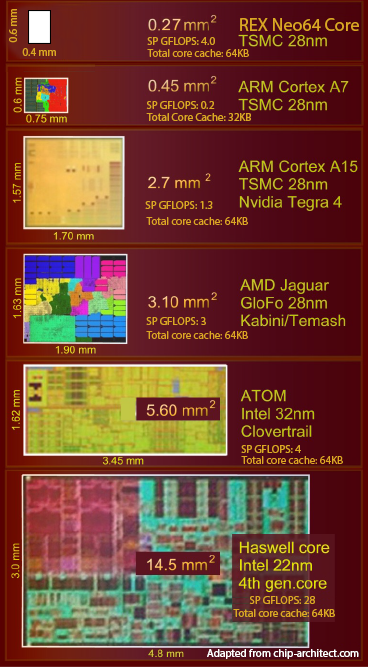 0.6 mm
0.4 mm
0.27 mm²
SP GFLOPS: 4.0
Total core cache: 64KB
REX Neo64 Core
TSMC 28nm
0.6 mm
0.75 mm
0.45 mm²
SP GFLOPS: 0.2
Total Core Cache: 32KB
ARM Cortex A7
TSMC 28nm
1.57 mm
1.70 mm
2.7 mm ²
SP GFLOPS: 1.3
Total core cache: 64KB
ARM Cortex A15
TSMC 28nm
Nvidia Tegra 4
1.63 mm
1.90 mm
3.10 mm²
SP GFLOPS: 3
Total core cache: 64KB
AMD Jaguar
GloFo 28nm
Kabini/Temash
1.62 mm
3.45 mm
5.60 mm²
ATOM
Intel 32nm
Clovertrail
SP GFLOPS: 4
Total core cache: 64KB
3.0 mm
4.8 mm
14.5 mm²
Haswell core
Intel 22nm
4th gen.core
SP GFLOPS: 28
Total core cache: 64KB
Adapted from chip-architect.com